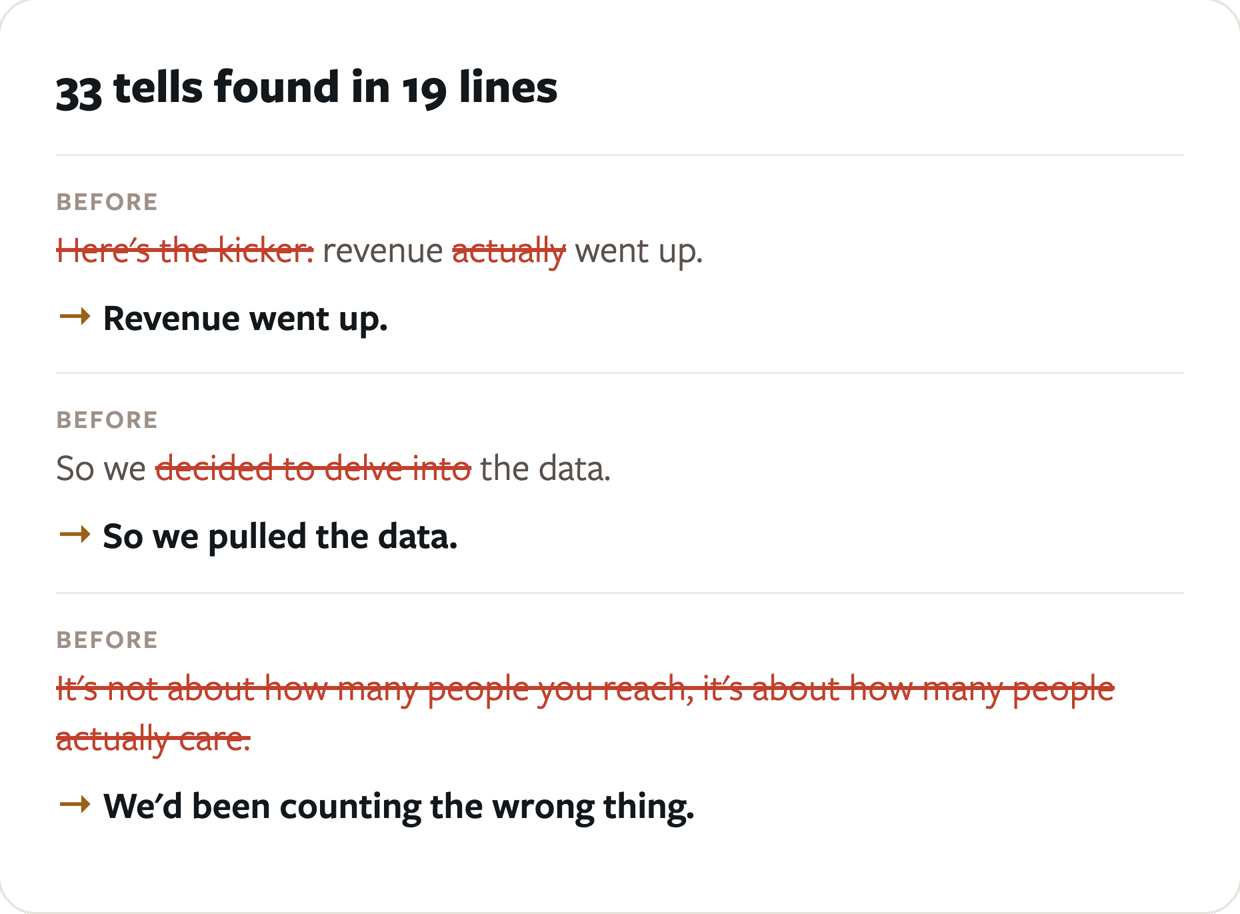 33 tells found in 19 lines
BEFORE
Here's the kicker: revenue actually went up.
→ Revenue went up.
BEFORE
So we decided to delve into the data.
→ So we pulled the data.
BEFORE
It's not about how many people you reach, it's about how many people
actually care.
→ We'd been counting the wrong thing.